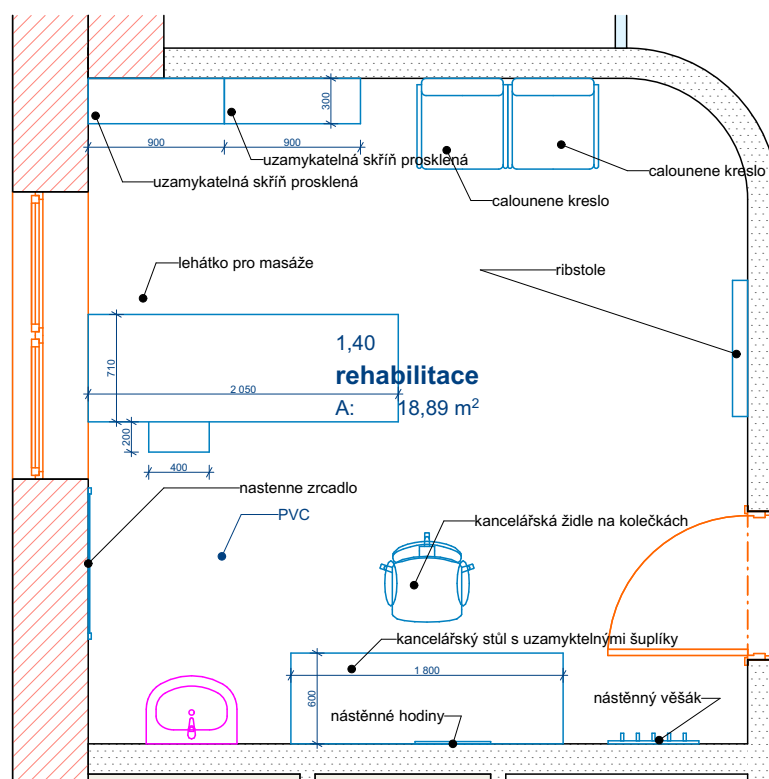 300
900
900
uzamykatelná skříň prosklená
uzamykatelná skříň prosklená
calounene kreslo
calounene kreslo
lehátko pro masáže
ribstole
1,40
rehabilitace
A: 18,89 m²
710
2 050
200
400
nastenne zrcadlo
PVC
kancelářská židle na kolečkách
kancelářský stůl s uzamyktelnými šuplíky
1 800
600
nástěnné hodiny
nástěnný věšák